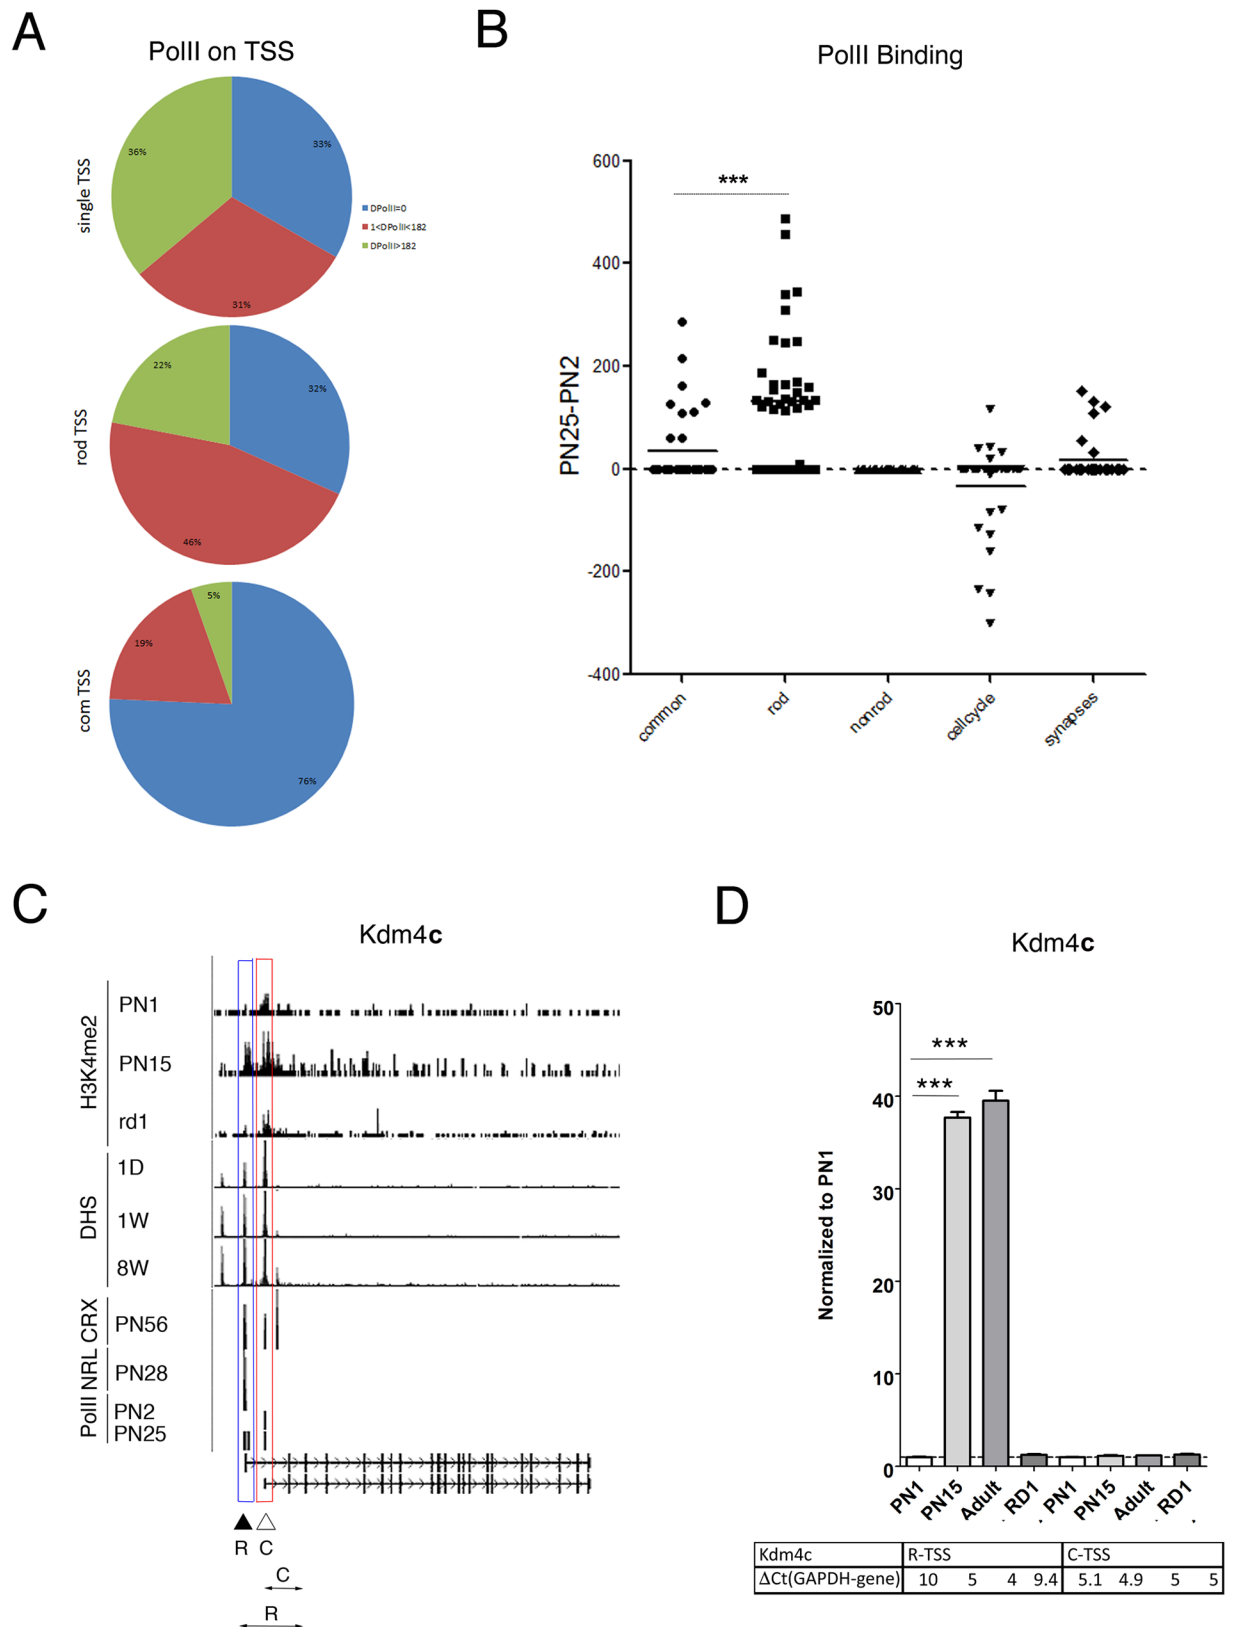 A
PolII on TSS
single TSS
36%
33%
31%
DPolII=0
1<DPolII<182
DPolII>182
rod TSS
22%
32%
46%
com TSS
5%
19%
76%
B
PolII Binding
PN25-PN2
600
400
200
0
-200
-400
***
common
rod
nonrod
cellcycle
synapses
C
Kdm4c
H3K4me2
PN1
PN15
rd1
DHS
1D
1W
8W
CRX
PN56
NRL
PN28
PolII
PN2
PN25
R C
C
R
D
Kdm4c
Normalized to PN1
50
40
30
20
10
0
***
***
PN1 PN15 Adult RD1 PN1 PN15 Adult RD1
Kdm4c R-TSS C-TSS
ΔCt(GAPDH-gene) 10 5 4 9.4 5.1 4.9 5 5